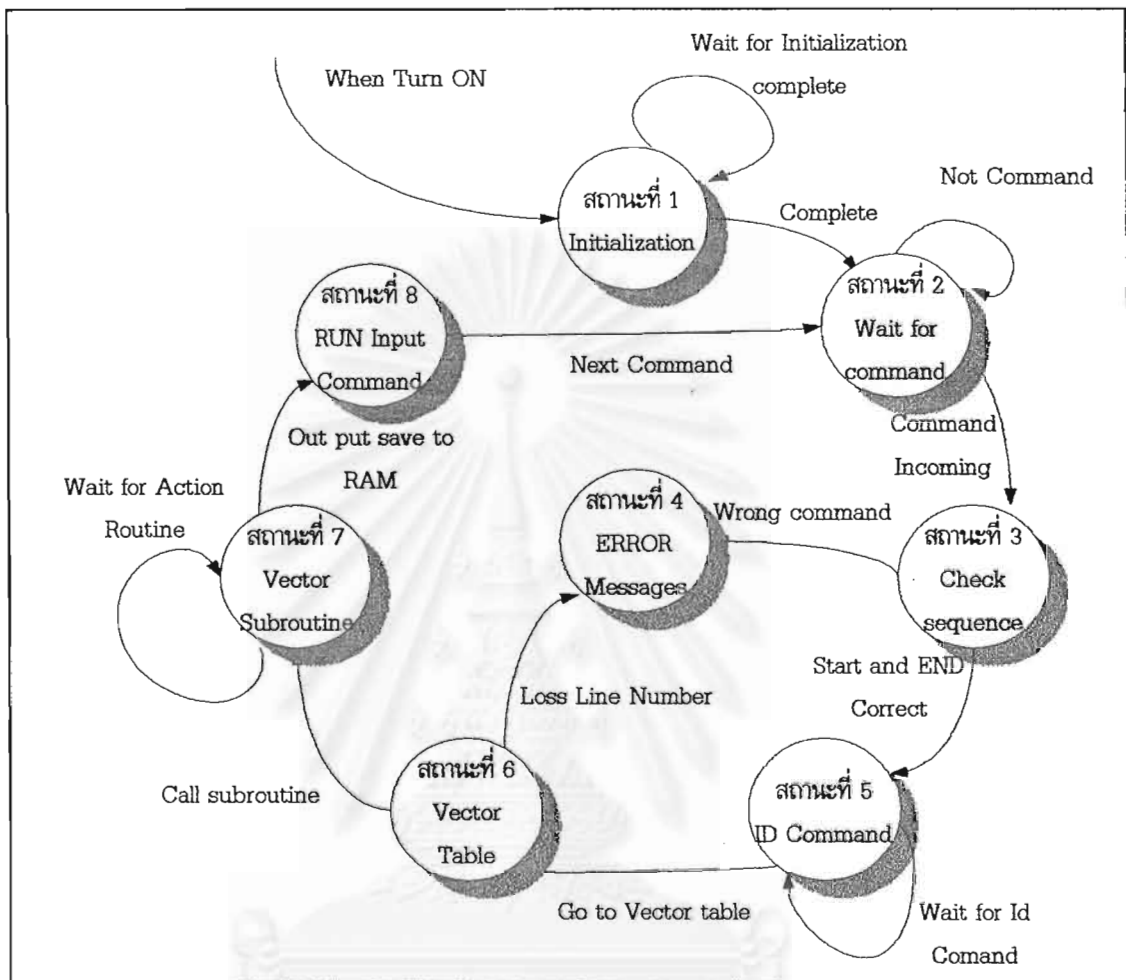 Wait for Initialization
complete
When Turn ON
สถานะที่ 1
Initialization
Complete
Not Command
สถานะที่ 2
Wait for
command
สถานะที่ 8
RUN Input
Command
Next Command
Command
Incoming
Out put save to
RAM
Wait for Action
Routine
สถานะที่ 7
Vector
Subroutine
สถานะที่ 4
ERROR
Messages
Wrong command
สถานะที่ 3
Check
sequence
Start and END
Correct
Loss Line Number
Call subroutine
สถานะที่ 6
Vector
Table
สถานะที่ 5
ID Command
Go to Vector table
Wait for Id
Comand